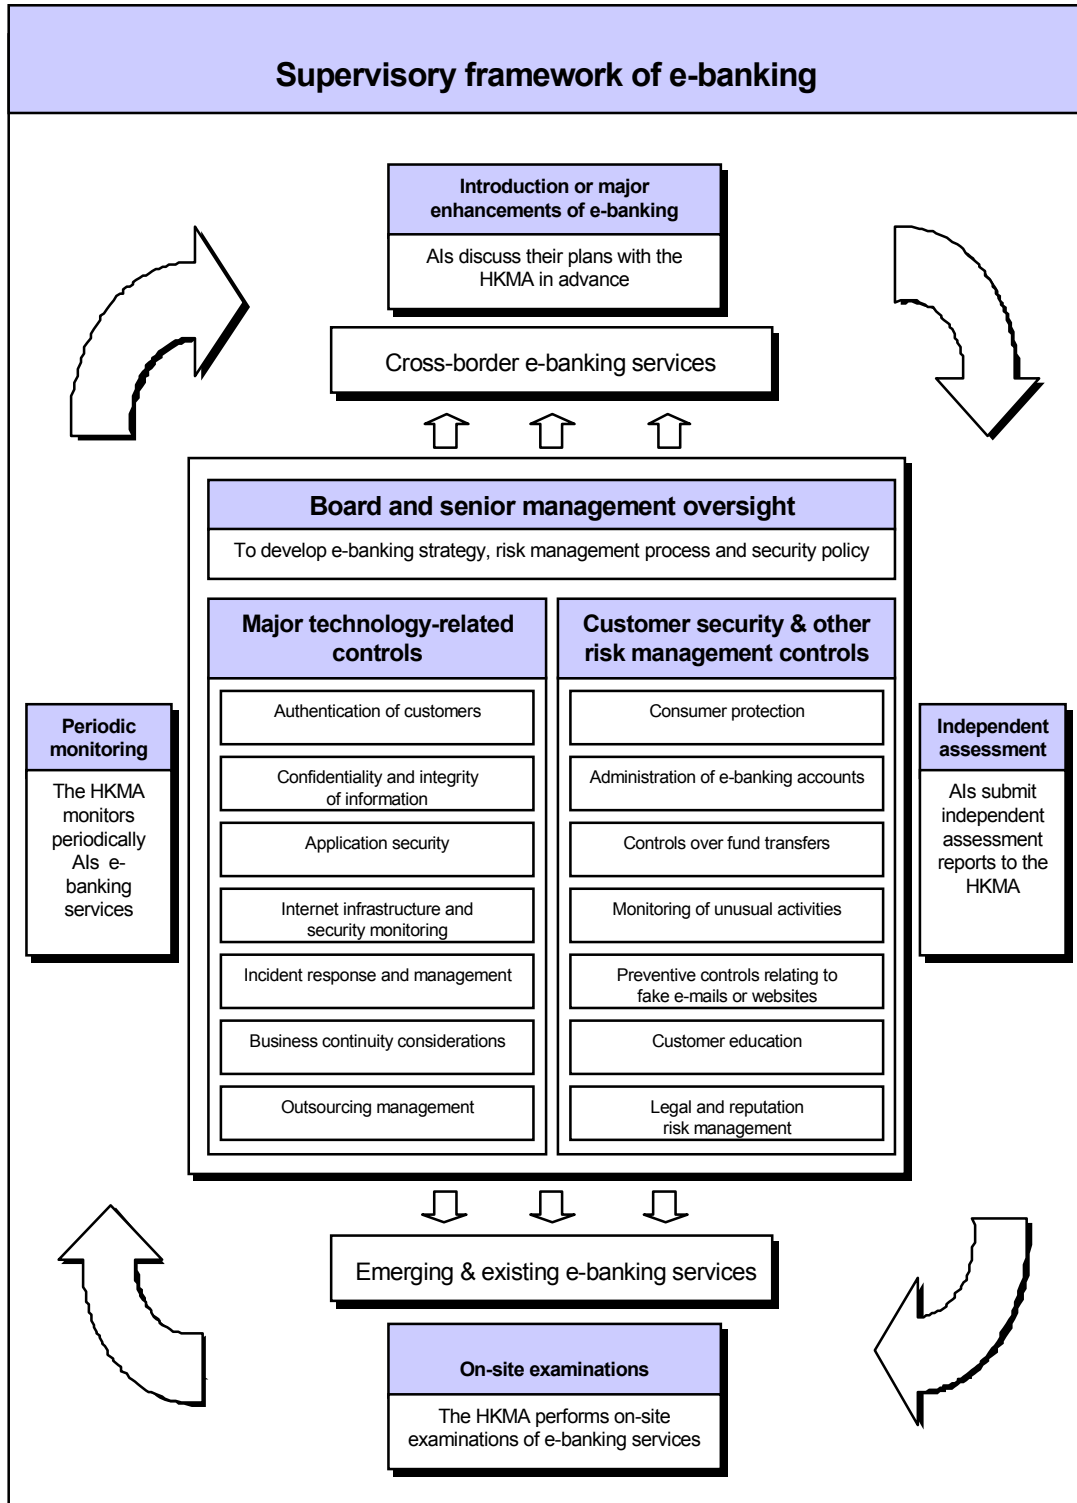 Supervisory framework of e-banking
Introduction or major
enhancements of e-banking
AIs discuss their plans with the
HKMA in advance
Cross-border e-banking services
Board and senior management oversight
To develop e-banking strategy, risk management process and security policy
Major technology-related
controls
Authentication of customers
Confidentiality and integrity
of information
Application security
Internet infrastructure and
security monitoring
Incident response and management
Business continuity considerations
Outsourcing management
Customer security & other
risk management controls
Consumer protection
Administration of e-banking accounts
Controls over fund transfers
Monitoring of unusual activities
Preventive controls relating to
fake e-mails or websites
Customer education
Legal and reputation
risk management
Periodic
monitoring
The HKMA
monitors
periodically
AIs e-
banking
services
Independent
assessment
AIs submit
independent
assessment
reports to the
HKMA
Emerging & existing e-banking services
On-site examinations
The HKMA performs on-site
examinations of e-banking services